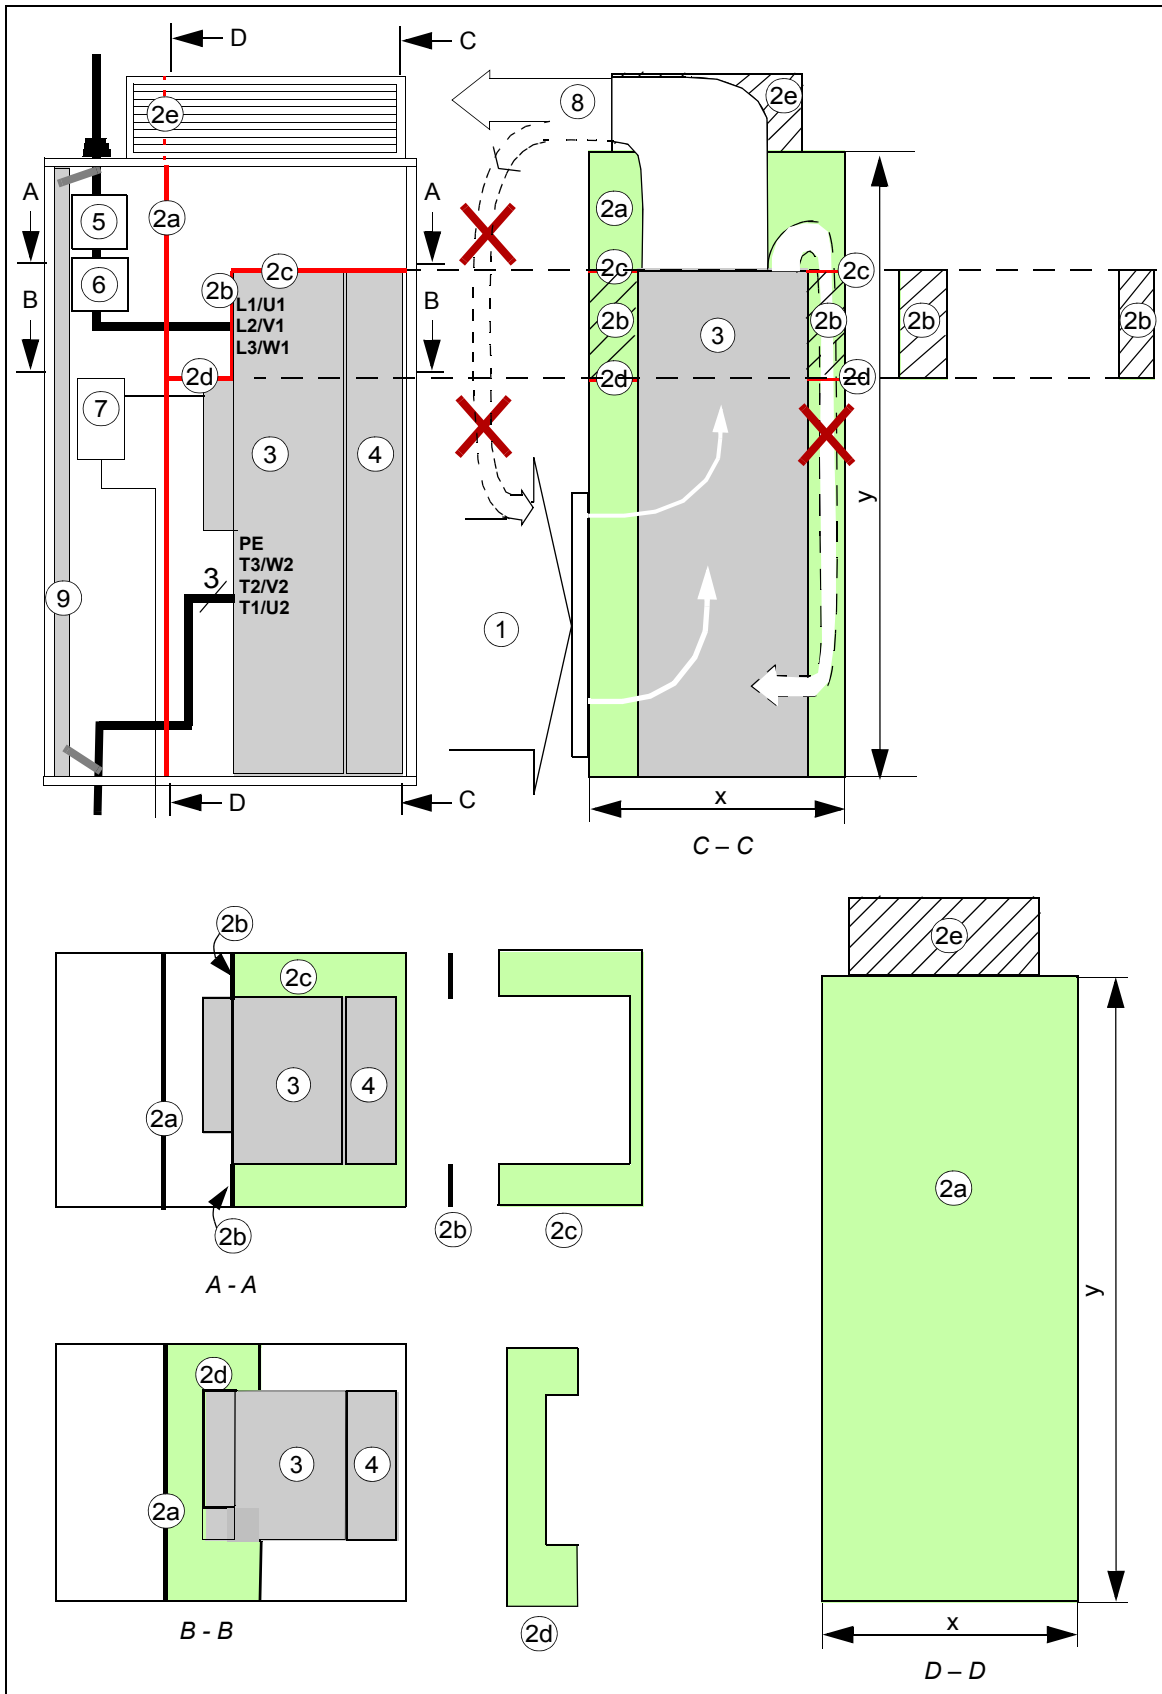 D
C
2e
8
2e
A
5
2a
2c
A
2a
2c
2c
6
2b
L1/U1
B
B
L2/V1
2b
2b
2b
2b
L3/W1
3
2d
2d
2d
7
3
4
y
PE
T3/W2
3
T2/V2
9
T1/U2
1
D
C
x
C – C
2b
2e
2c
3
4
2a
2a
2b
2b
2c
A - A
y
2d
3
4
2a
x
B - B
2d
D – D